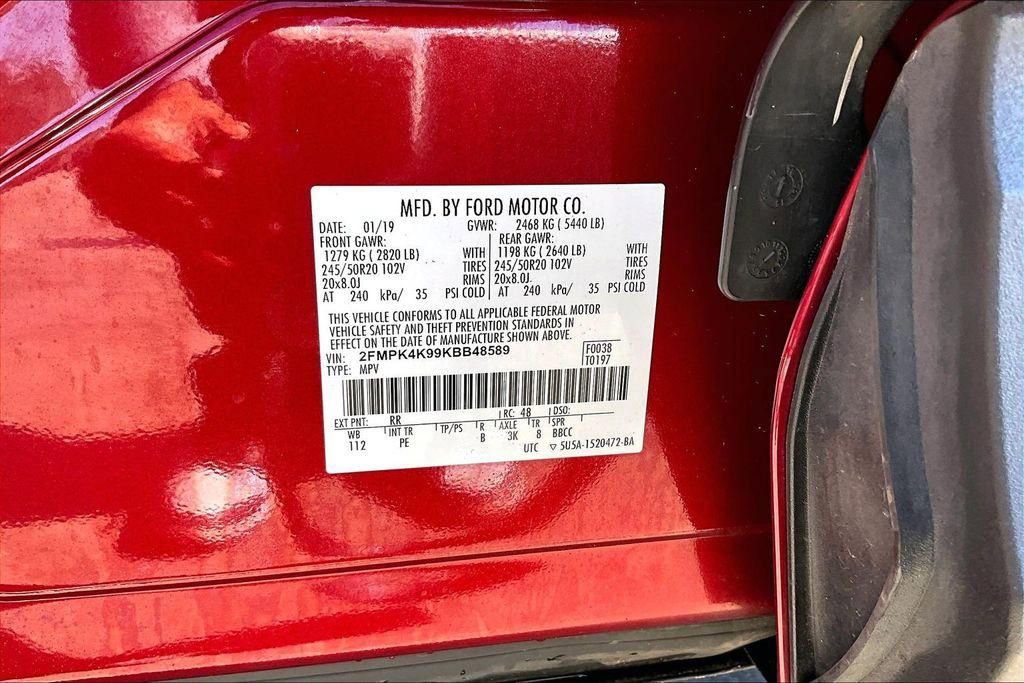 MFD. BY FORD MOTOR CO.
DATE: 01/19 GVWR: 2468 KG ( 5440 LB)
FRONT GAWR: REAR GAWR:
1279 KG ( 2820 LB) WITH 1198 KG ( 2640 LB) WITH
245/50R20 102V TIRES 245/50R20 102V TIRES
20x8.0J RIMS 20x8.0J RIMS
AT 240 kPa/ 35 PSI COLD AT 240 kPa/ 35 PSI COLD
THIS VEHICLE CONFORMS TO ALL APPLICABLE FEDERAL MOTOR
VEHICLE SAFETY AND THEFT PREVENTION STANDARDS IN
EFFECT ON THE DATE OF MANUFACTURE SHOWN ABOVE.
VIN: 2FMPK4K99KBB48589 F0038
TYPE: MPV T0197
EXT PNT: RR RC: 48 DSO:
WB INT TR TP/PS R AXLE TR SPR
112 PE B 3K 8 BBCC
UTC ▽ 5U5A-1520472-BA